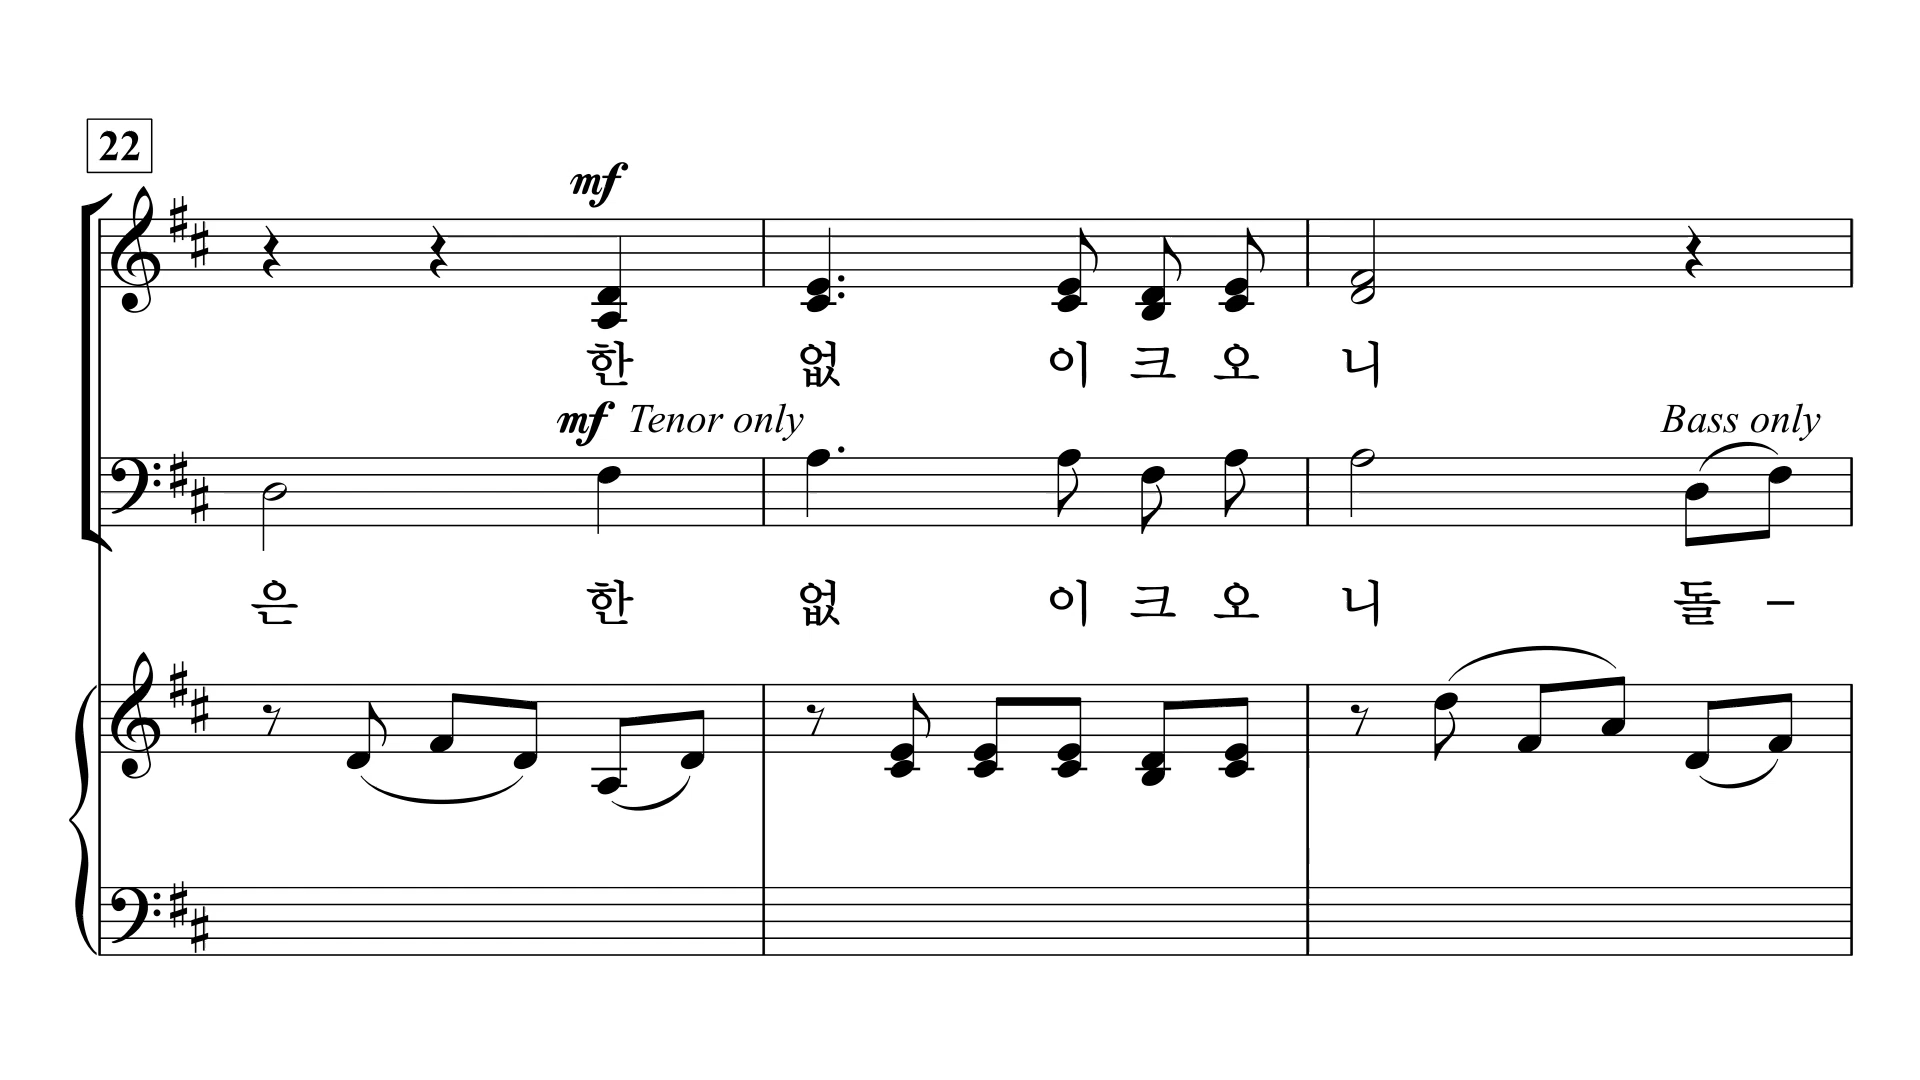 22
mf
한 없 이 크 오 니
mf Tenor only Bass only
은 한 없 이 크 오 니 돌 –